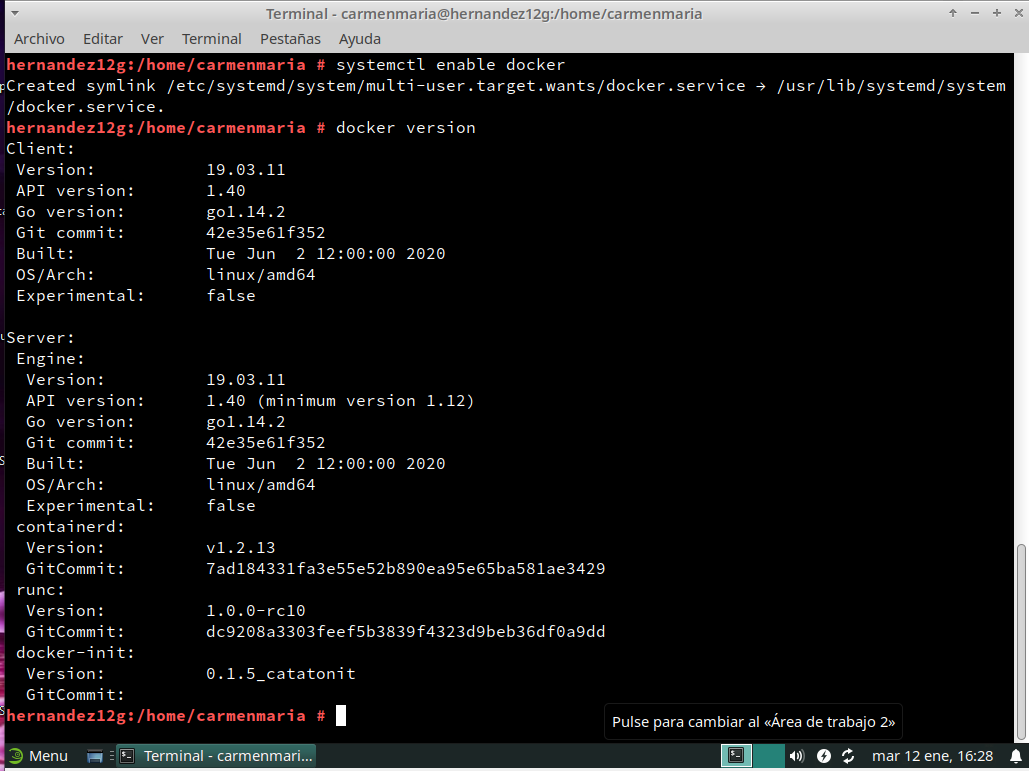 Terminal - carmenmaria@hernandez12g:/home/carmenmaria
Archivo Editar Ver Terminal Pestañas Ayuda
hernandez12g:/home/carmenmaria # systemctl enable docker
Created symlink /etc/systemd/system/multi-user.target.wants/docker.service → /usr/lib/systemd/system
/docker.service.
hernandez12g:/home/carmenmaria # docker version
Client:
Version: 19.03.11
API version: 1.40
Go version: go1.14.2
Git commit: 42e35e61f352
Built: Tue Jun  2 12:00:00 2020
OS/Arch: linux/amd64
Experimental: false
Server:
Engine:
Version: 19.03.11
API version: 1.40 (minimum version 1.12)
Go version: go1.14.2
Git commit: 42e35e61f352
Built: Tue Jun  2 12:00:00 2020
OS/Arch: linux/amd64
Experimental: false
containerd:
Version: v1.2.13
GitCommit: 7ad184331fa3e55e52b890ea95e65ba581ae3429
runc:
Version: 1.0.0-rc10
GitCommit: dc9208a3303feef5b3839f4323d9beb36df0a9dd
docker-init:
Version: 0.1.5_catatonit
GitCommit:
hernandez12g:/home/carmenmaria #
Pulse para cambiar al «Área de trabajo 2»
Menu Terminal - carmenmari... mar 12 ene, 16:28